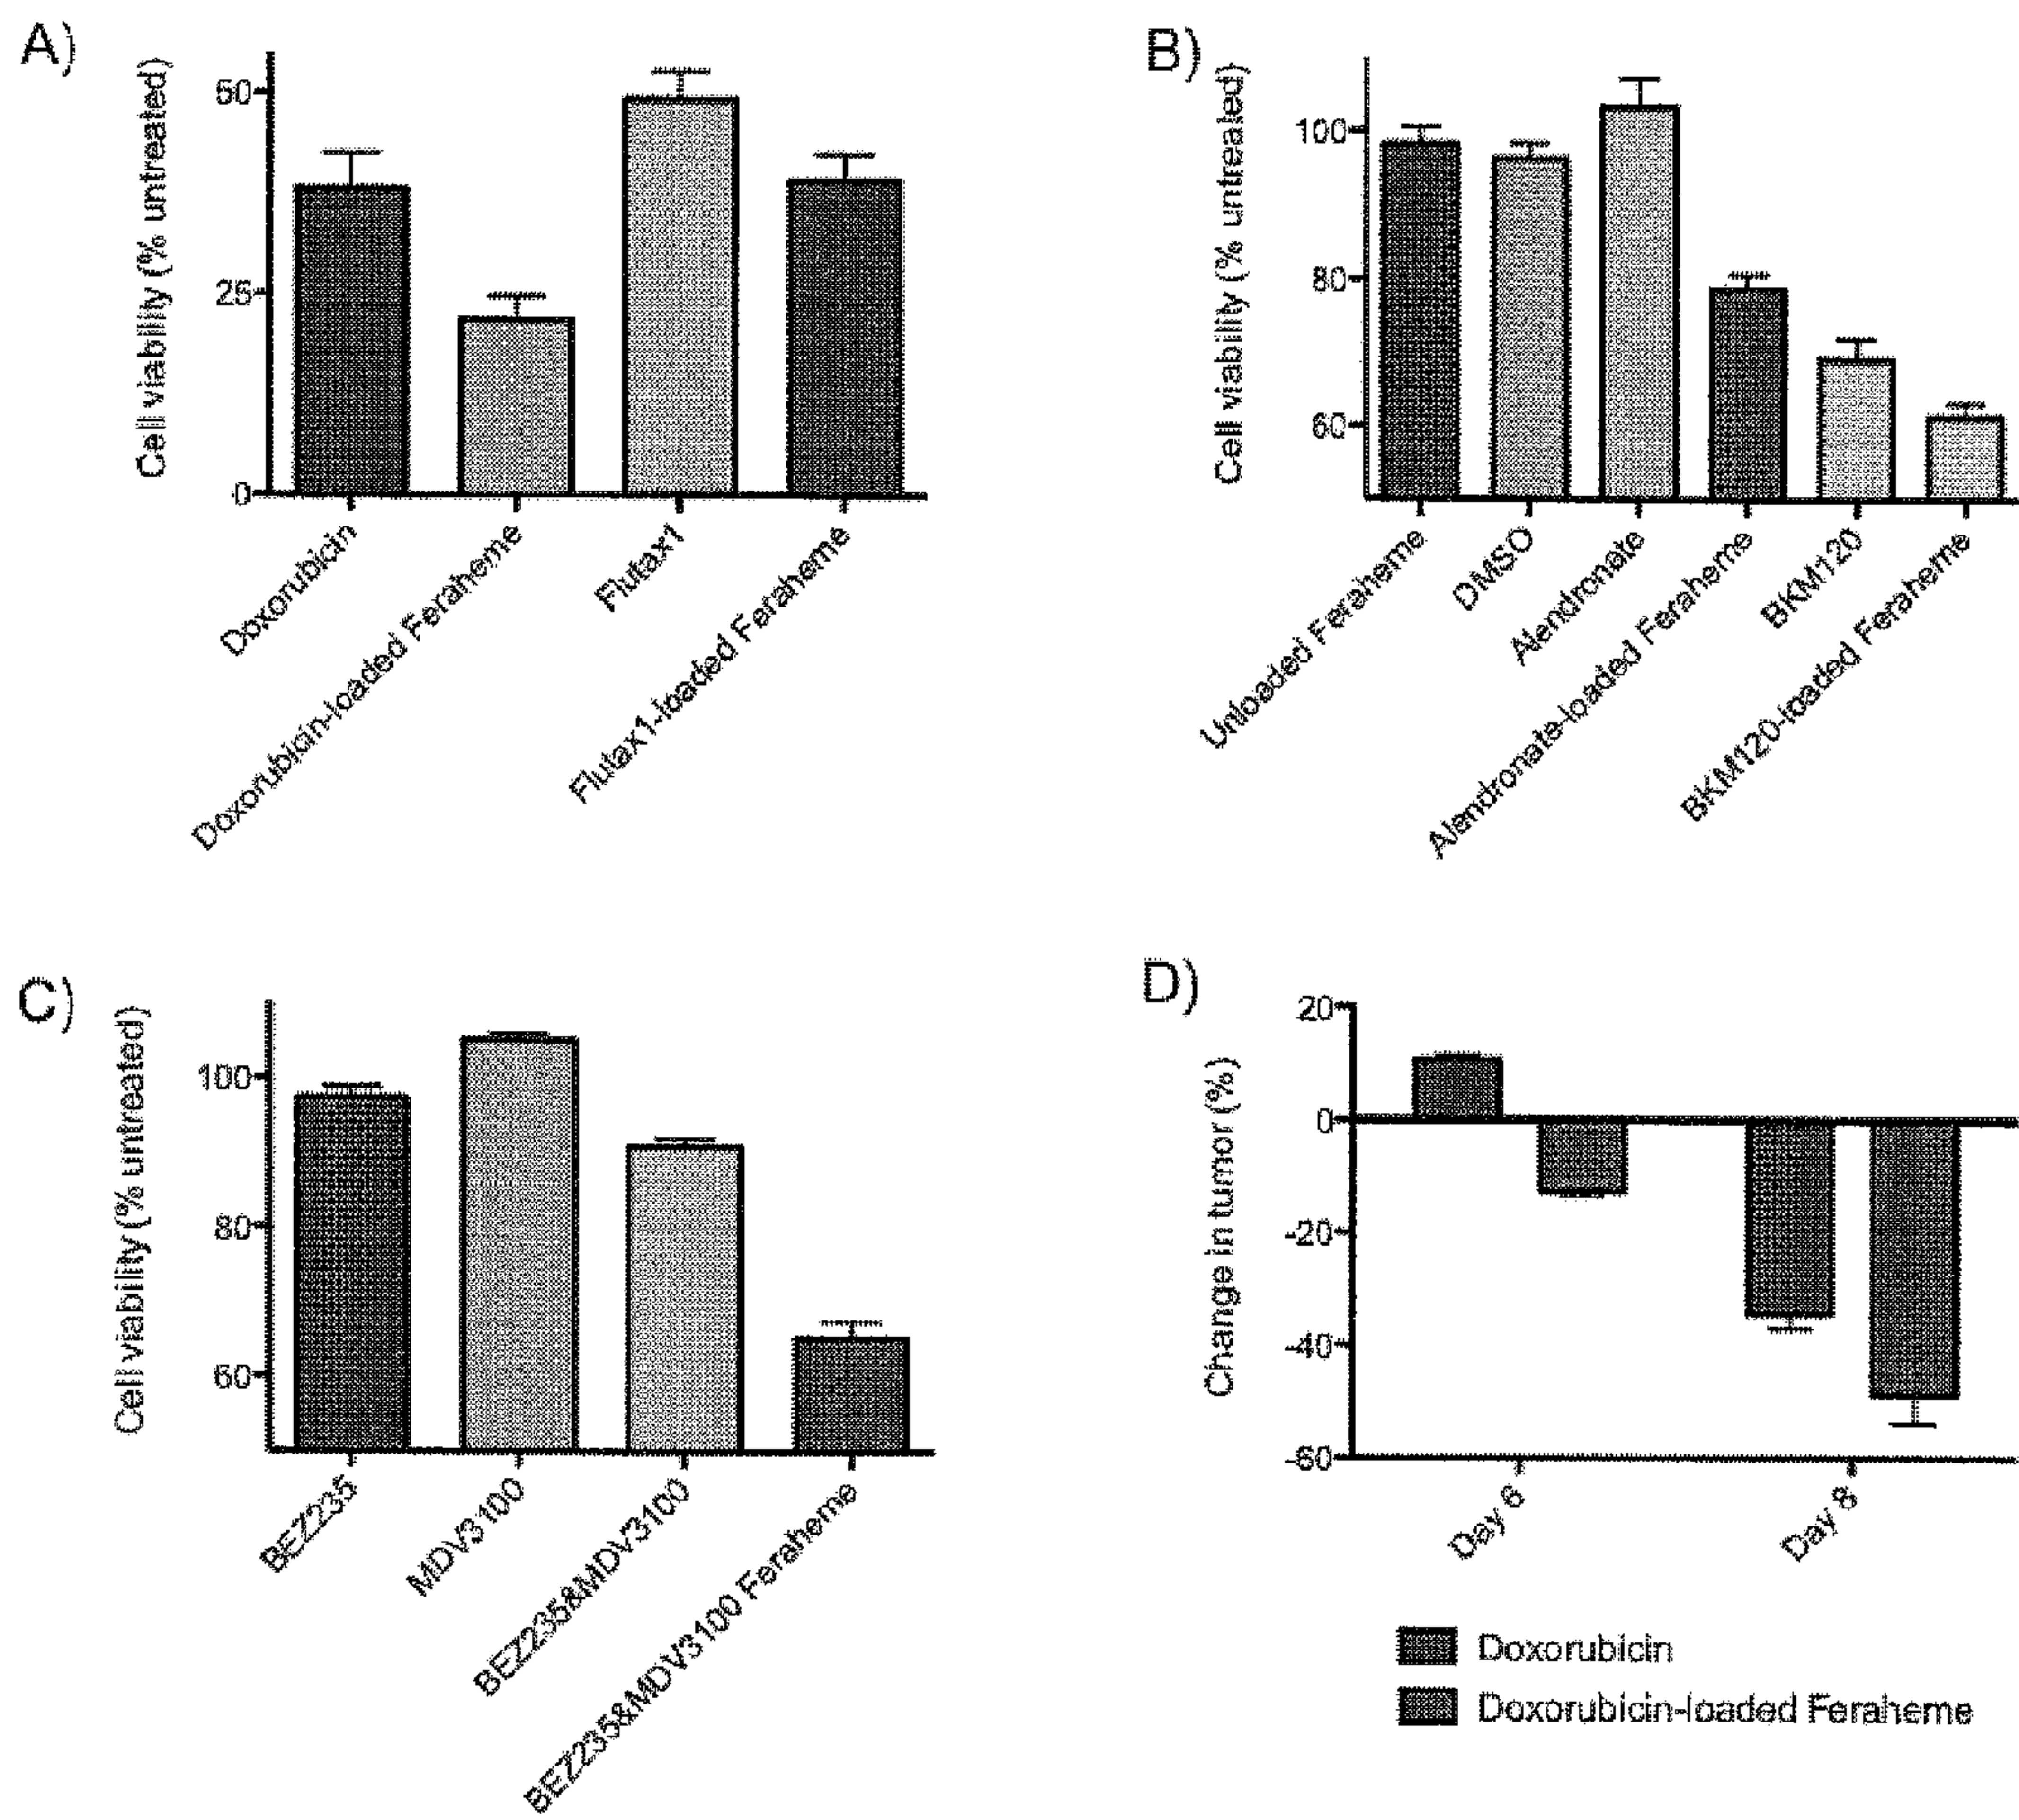 A)
Cell viability (% untreated)
50
25
0
Doxorubicin
Doxorubicin-loaded Feraheme
Flutax1
Flutax1-loaded Feraheme
B)
Cell viability (% untreated)
100
80
60
Unloaded Feraheme
DMSO
Alendronate
Alendronate-loaded Feraheme
BKM120
BKM120-loaded Feraheme
C)
Cell viability (% untreated)
100
80
60
BEZ235
MDV3100
BEZ235&MDV3100
BEZ235&MDV3100 Feraheme
D)
Change in tumor (%)
20
0
-20
-40
-60
Day 6
Day 8
Doxorubicin
Doxorubicin-loaded Feraheme